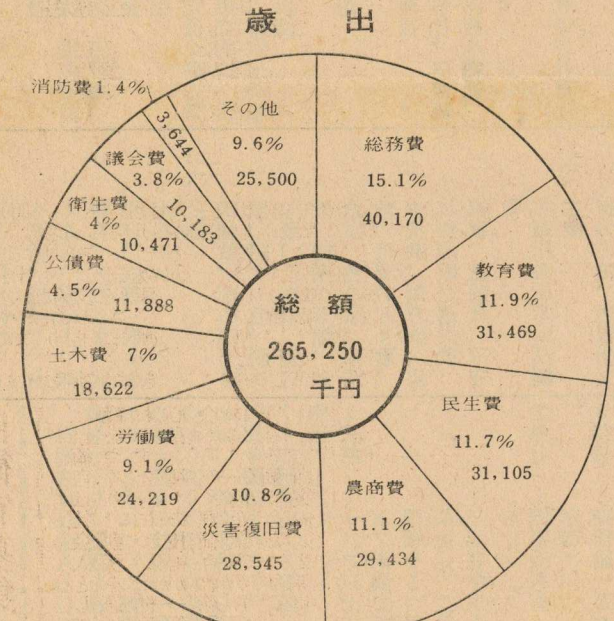 歳出
総務費
15.1%
40,170
教育費
11.9%
31,469
民生費
11.7%
31,105
農商費
11.1%
29,434
10.8%
災害復旧費
28,545
労働費
9.1%
24,219
土木費 7%
18,622
公債費
4.5%
11,888
衛生費
4%
10,471
議会費
3.8%
10,183
消防費1.4%
3,644
その他
9.6%
25,500
総額
265,250
千円